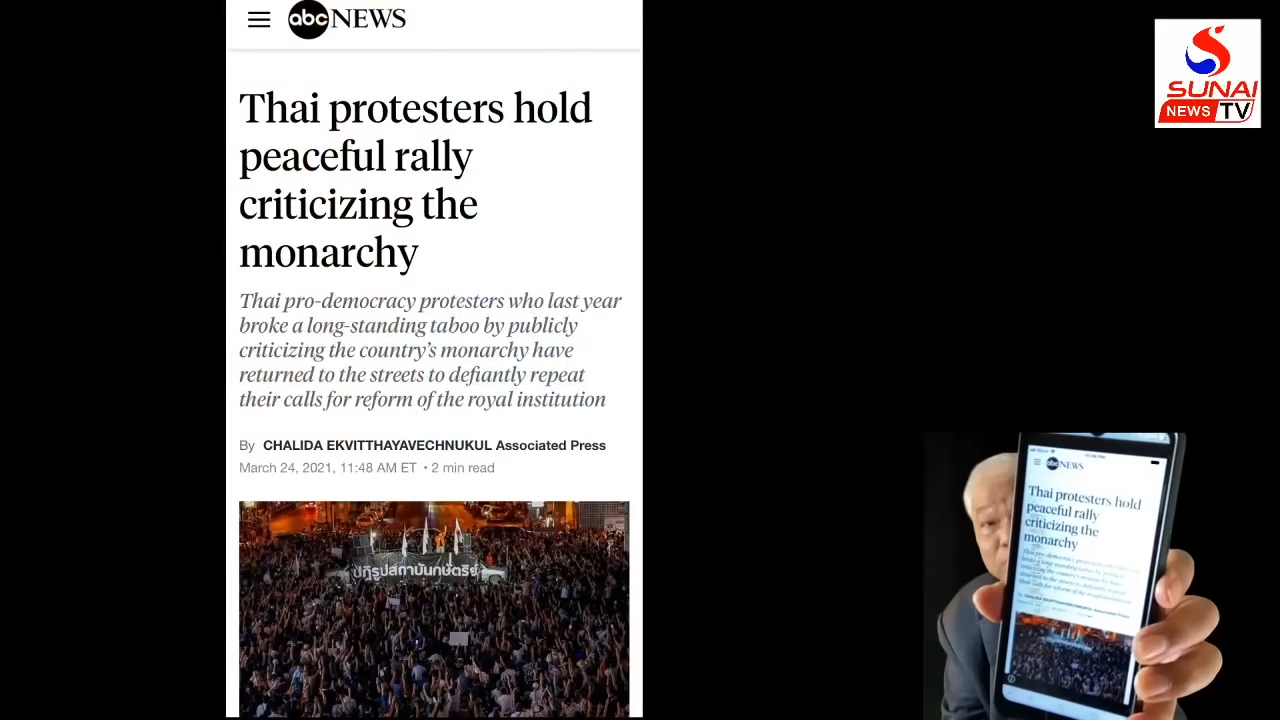 abc NEWS
Thai protesters hold
peaceful rally
criticizing the
monarchy
Thai pro-democracy protesters who last year
broke a long-standing taboo by publicly
criticizing the country's monarchy have
returned to the streets to defiantly repeat
their calls for reform of the royal institution
By CHALIDA EKVITTHAYAVECHNUKUL Associated Press
March 24, 2021, 11:48 AM ET • 2 min read
ปฏิรูปสถาบันกษัตริย์
SUNAI
NEWS TV
abc NEWS
Thai protesters hold
peaceful rally
criticizing the
monarchy